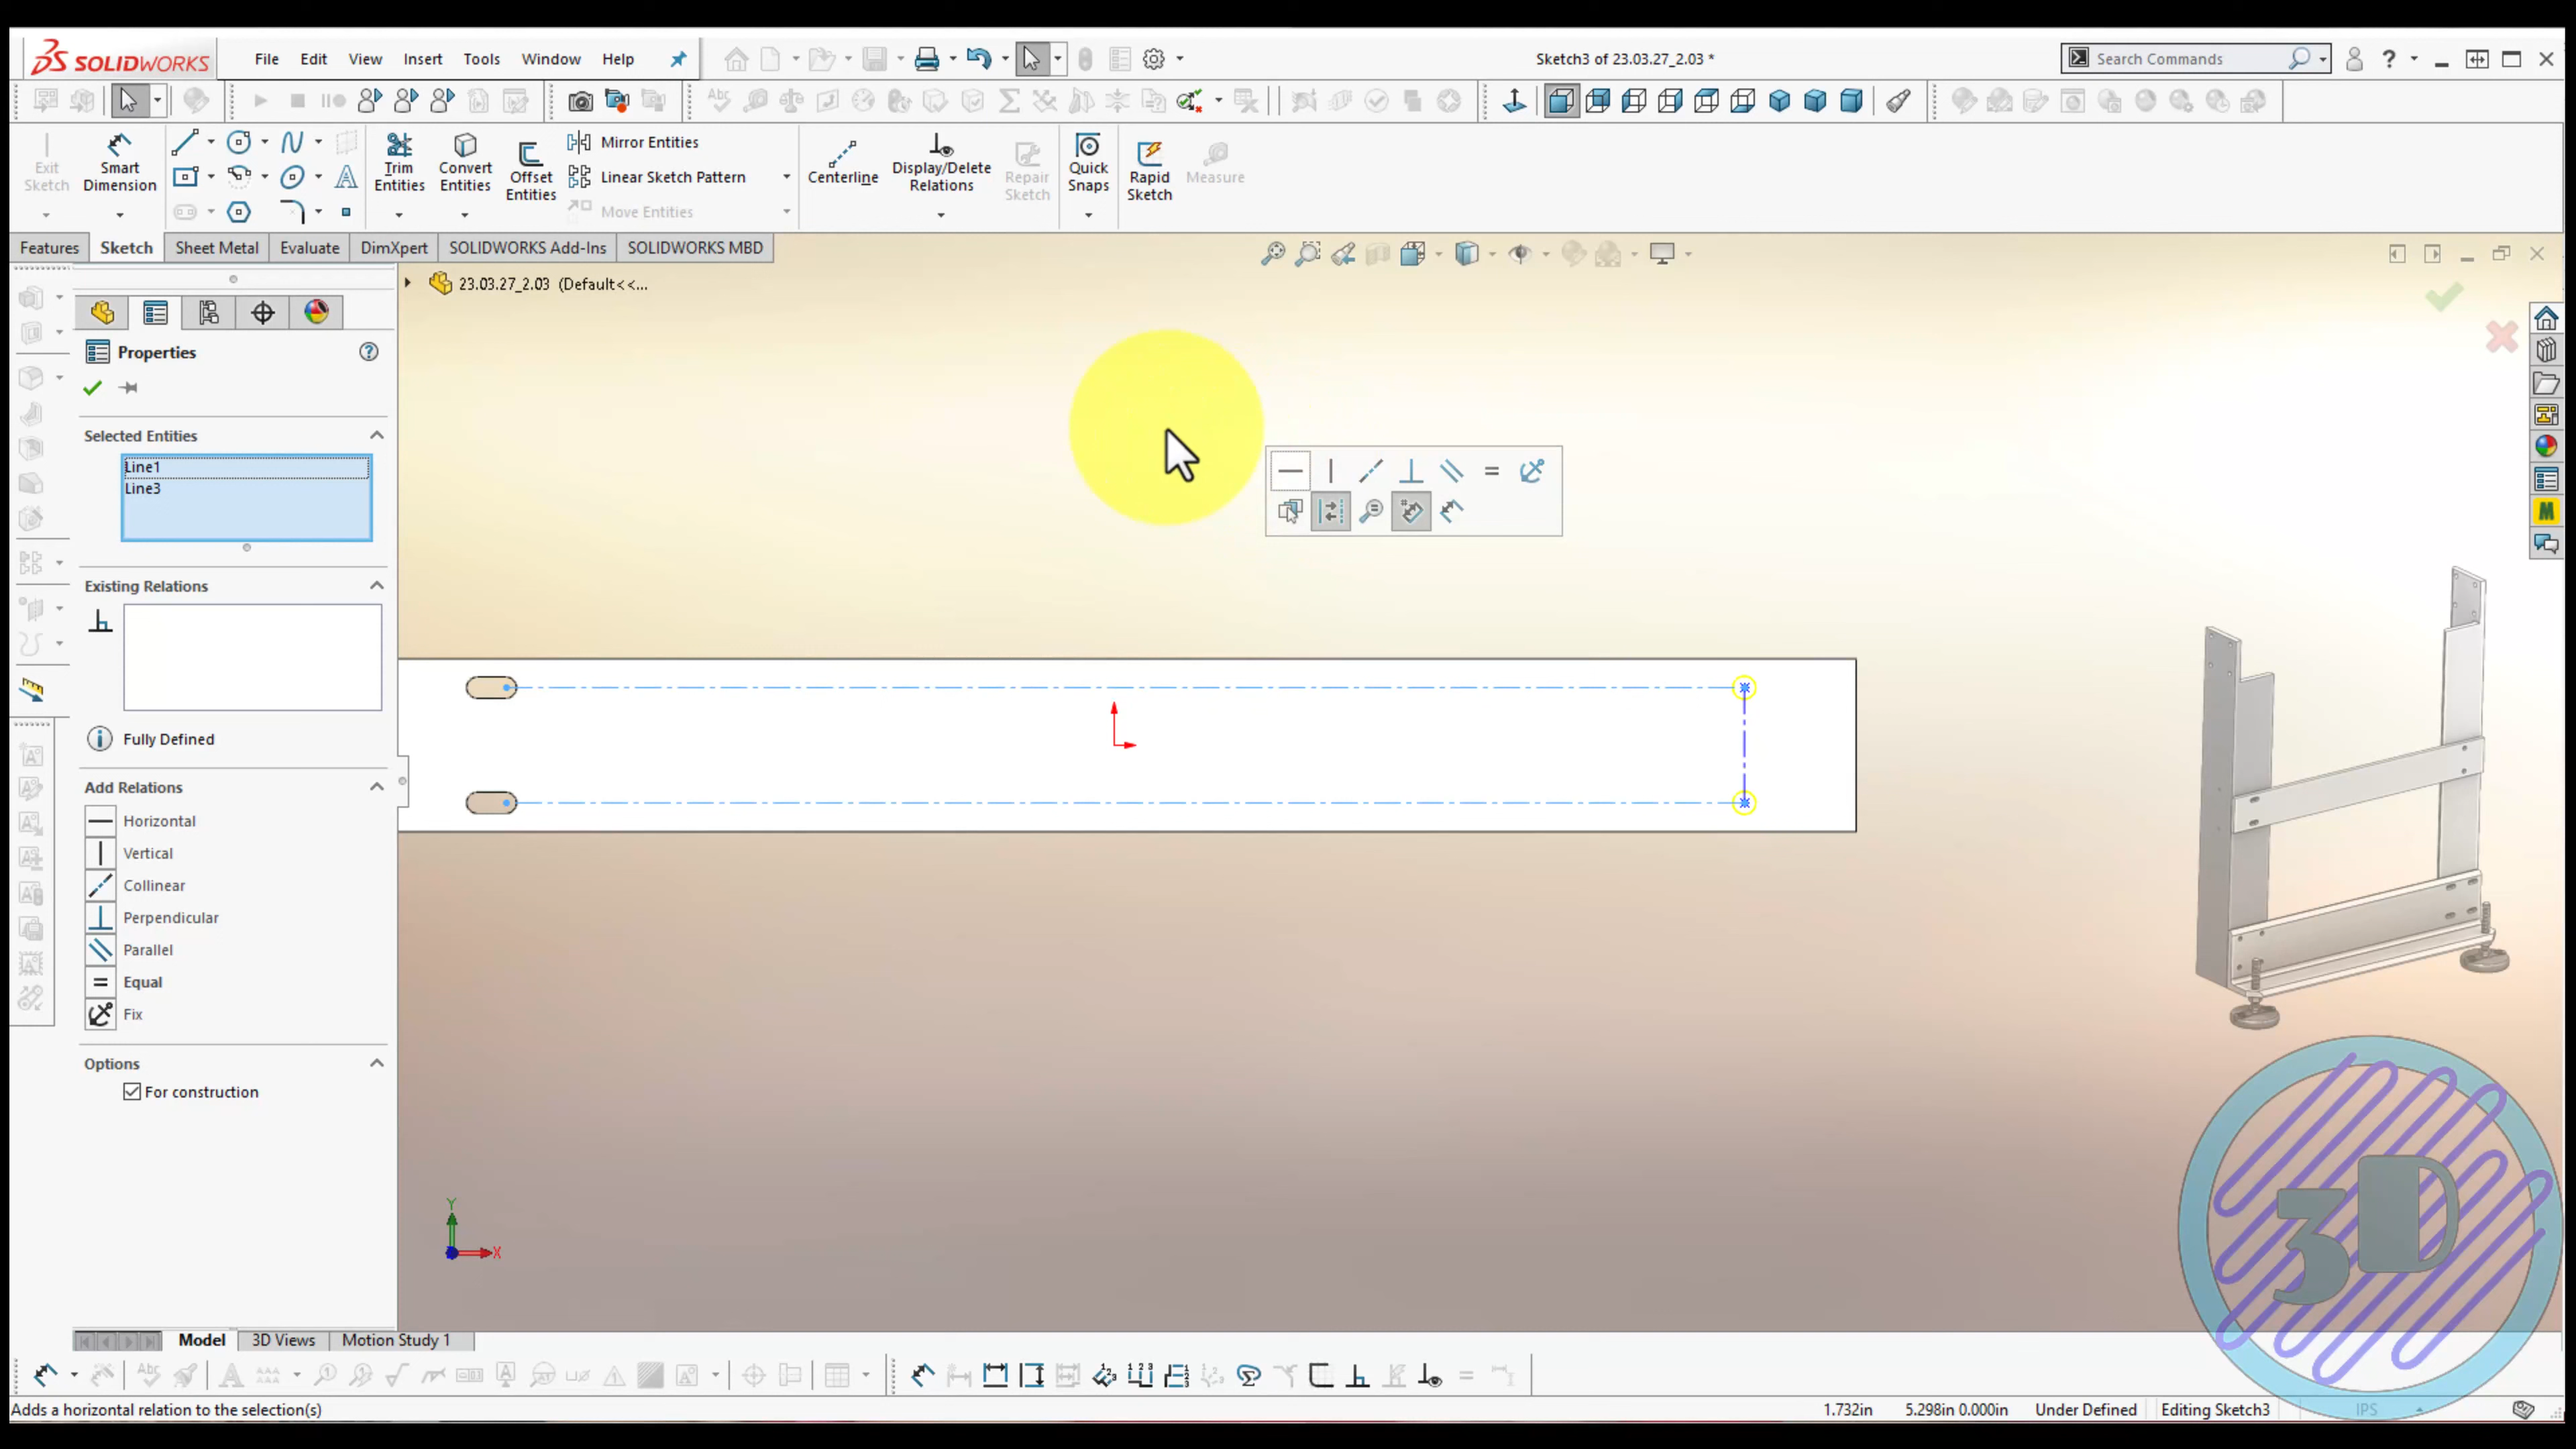 SOLIDWORKS File Edit View Insert Tools Window Help Sketch3 of 23.03.27_2.03 * Search Commands ?
Exit Sketch
Smart Dimension
Trim Entities
Convert Entities
Offset Entities
Mirror Entities
Linear Sketch Pattern
Move Entities
Centerline
Display/Delete Relations
Repair Sketch
Quick Snaps
Rapid Sketch
Measure
Features Sketch Sheet Metal Evaluate DimXpert SOLIDWORKS Add-Ins SOLIDWORKS MBD
23.03.27_2.03 (Default<<...
Properties
Selected Entities
Line1
Line3
Existing Relations
Fully Defined
Add Relations
Horizontal
Vertical
Collinear
Perpendicular
Parallel
Equal
Fix
Options
For construction
Y
X
M
3D
Model 3D Views Motion Study 1
Adds a horizontal relation to the selection(s) 1.732in 5.298in 0.000in Under Defined Editing Sketch3 IPS